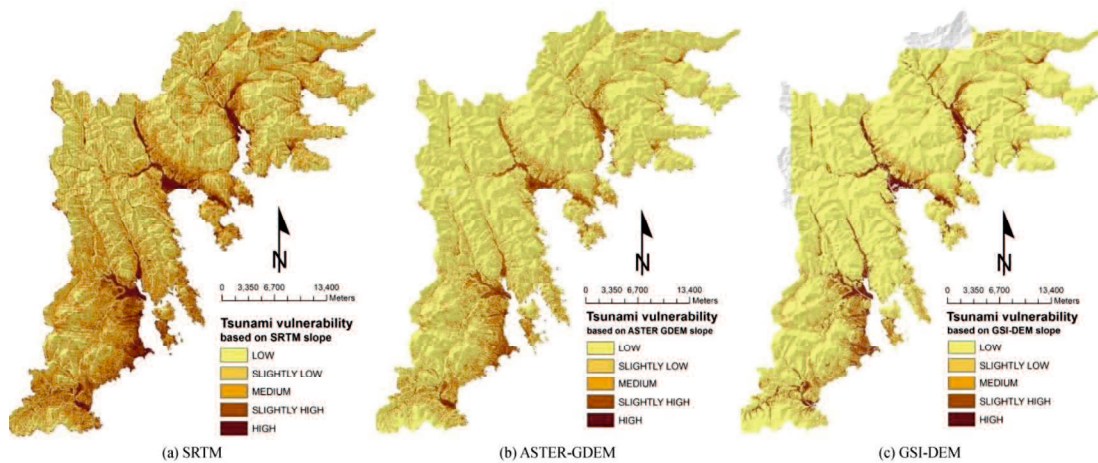 N
3,350 6,700 13,400
Meters
Tsunami vulnerability
based on SRTM slope
LOW
SLIGHTLY LOW
MEDIUM
SLIGHTLY HIGH
HIGH
(a) SRTM
N
3,350 6,700 13,400
Meters
Tsunami vulnerability
based on ASTER GDEM slope
LOW
SLIGHTLY LOW
MEDIUM
SLIGHTLY HIGH
HIGH
(b) ASTER-GDEM
N
3,350 6,700 13,400
Meters
Tsunami vulnerability
based on GSI-DEM slope
LOW
SLIGHTLY LOW
MEDIUM
SLIGHTLY HIGH
HIGH
(c) GSI-DEM